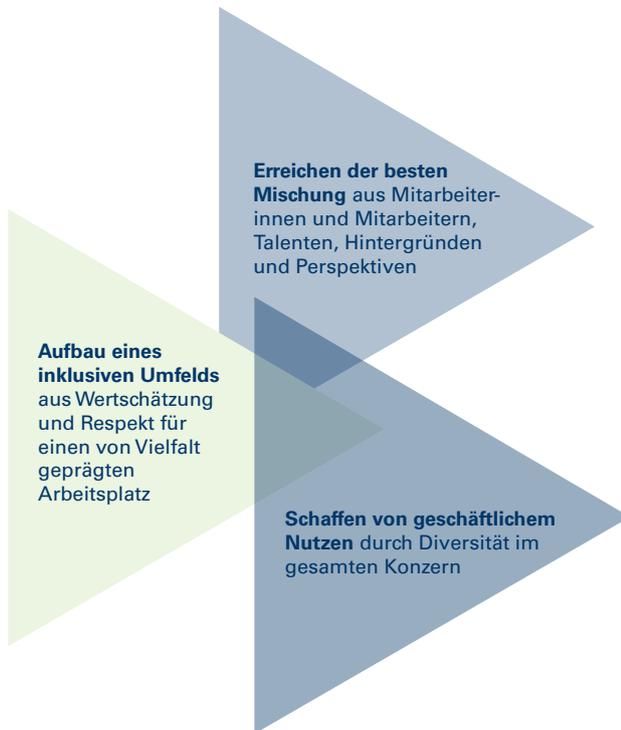 Erreichen der besten
Mischung aus Mitarbeiter-
innen und Mitarbeitern,
Talenten, Hintergründen
und Perspektiven
Aufbau eines
inklusiven Umfelds
aus Wertschätzung
und Respekt für
einen von Vielfalt
geprägten
Arbeitsplatz
Schaffen von geschäftlichem
Nutzen durch Diversität im
gesamten Konzern